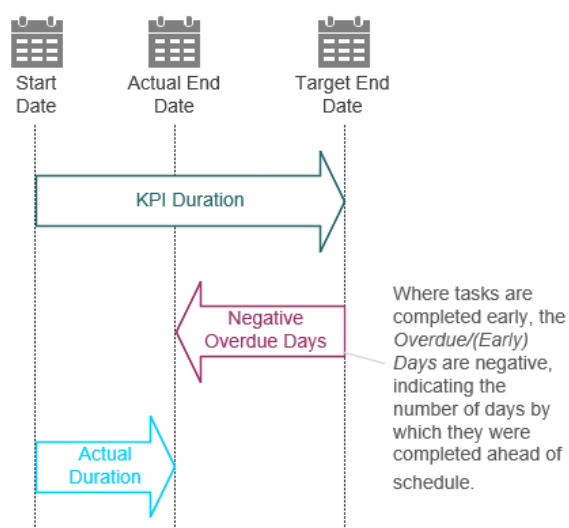 Start
Date
Actual End
Date
Target End
Date
KPI Duration
Negative
Overdue Days
Where tasks are
completed early, the
Overdue/(Early)
Days are negative,
indicating the
number of days by
which they were
completed ahead of
schedule.
Actual
Duration